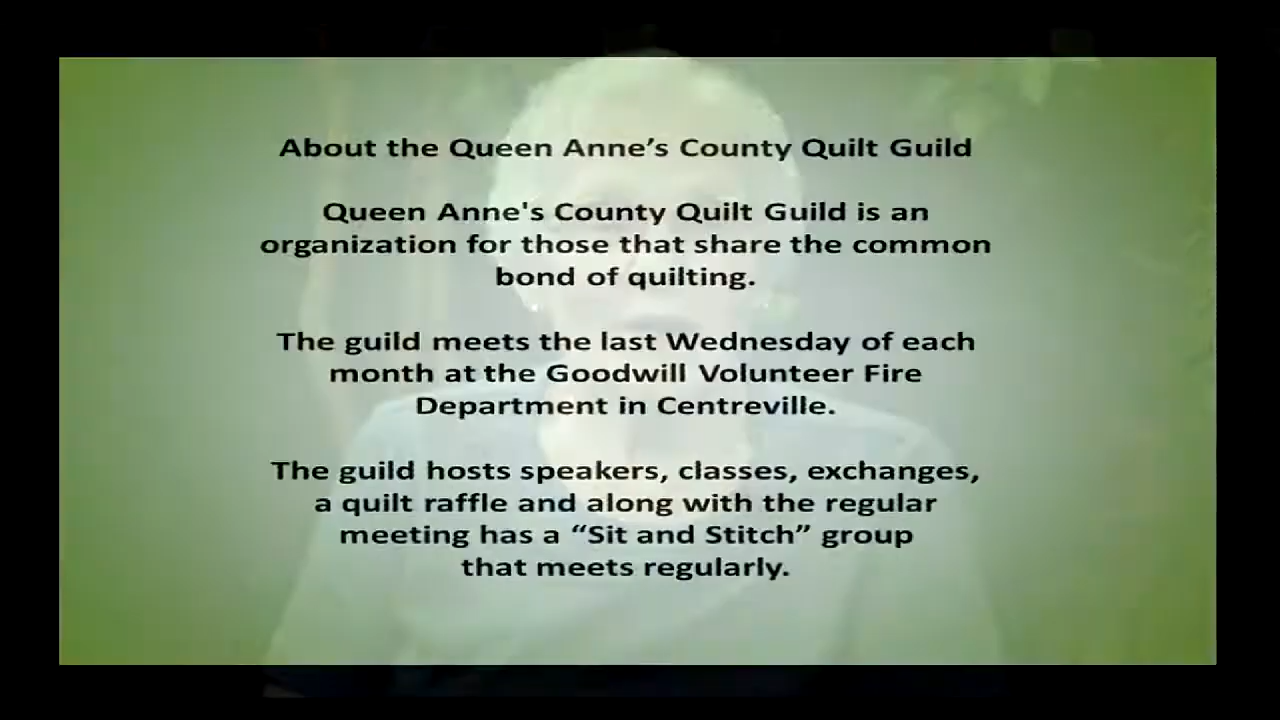 About the Queen Anne’s County Quilt Guild
Queen Anne's County Quilt Guild is an
organization for those that share the common
bond of quilting.
The guild meets the last Wednesday of each
month at the Goodwill Volunteer Fire
Department in Centreville.
The guild hosts speakers, classes, exchanges,
a quilt raffle and along with the regular
meeting has a “Sit and Stitch” group
that meets regularly.